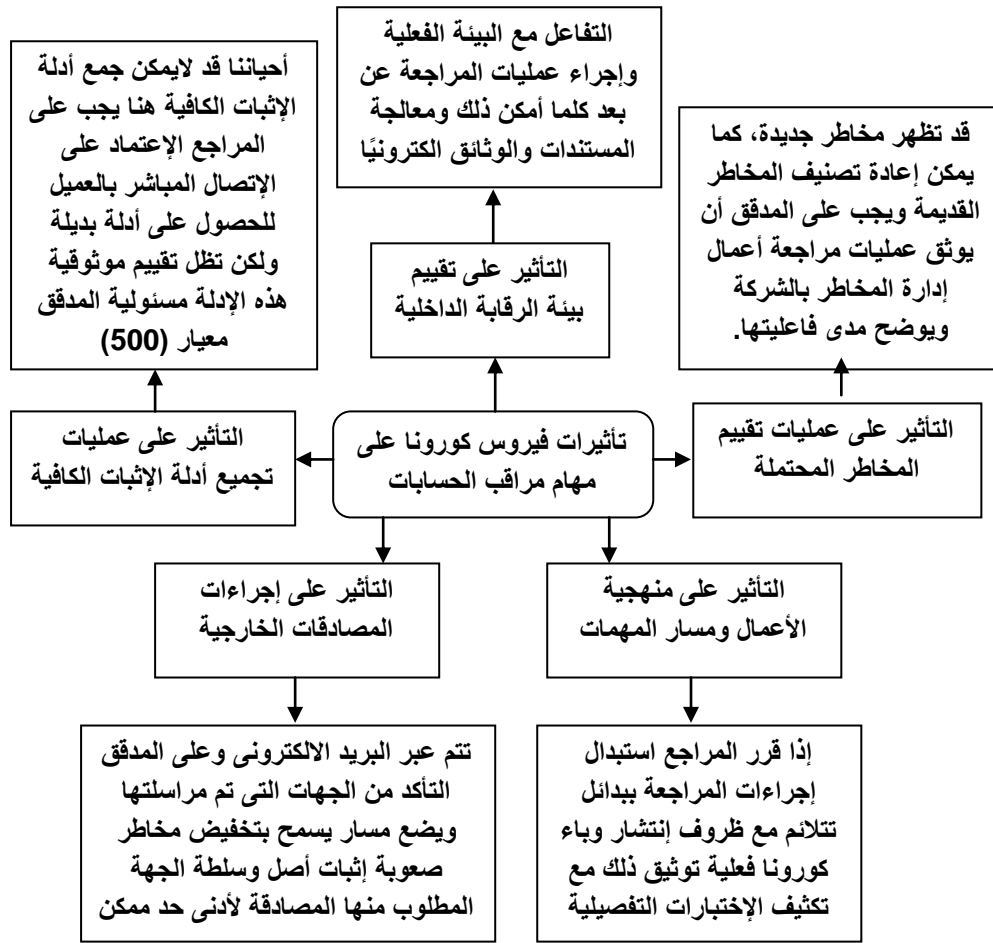 التفاعل مع البيئة الفعلية
وإجراء عمليات المراجعة عن
بعد كلما أمكن ذلك ومعالجة
المستندات والوثائق الكترونيًا
قد تظهر مخاطر جديدة، كما
يمكن إعادة تصنيف المخاطر
القديمة ويجب على المدقق أن
يوثق عمليات مراجعة أعمال
إدارة المخاطر بالشركة
ويوضح مدى فاعليتها.
أحياننا قد لايمكن جمع أدلة
الإثبات الكافية هنا يجب على
المراجع الإعتماد على
الإتصال المباشر بالعميل
للحصول على أدلة بديلة
ولكن تظل تقييم موثوقية
هذه الإدلة مسئولية المدقق
معيار (500)
التأثير على تقييم
بيئة الرقابة الداخلية
التأثير على عمليات تقييم
المخاطر المحتملة
تأثيرات فيروس كورونا على
مهام مراقب الحسابات
التأثير على عمليات
تجميع أدلة الإثبات الكافية
التأثير على منهجية
الأعمال ومسار المهمات
التأثير على إجراءات
المصادقات الخارجية
إذا قرر المراجع استبدال
إجراءات المراجعة ببدائل
تتلائم مع ظروف إنتشار وباء
كورونا فعلية توثيق ذلك مع
تكثيف الإختبارات التفصيلية
تتم عبر البريد الالكترونى وعلى المدقق
التأكد من الجهات التى تم مراسلتها
ويضع مسار يسمح بتخفيض مخاطر
صعوبة إثبات أصل وسلطة الجهة
المطلوب منها المصادقة لأدنى حد ممكن